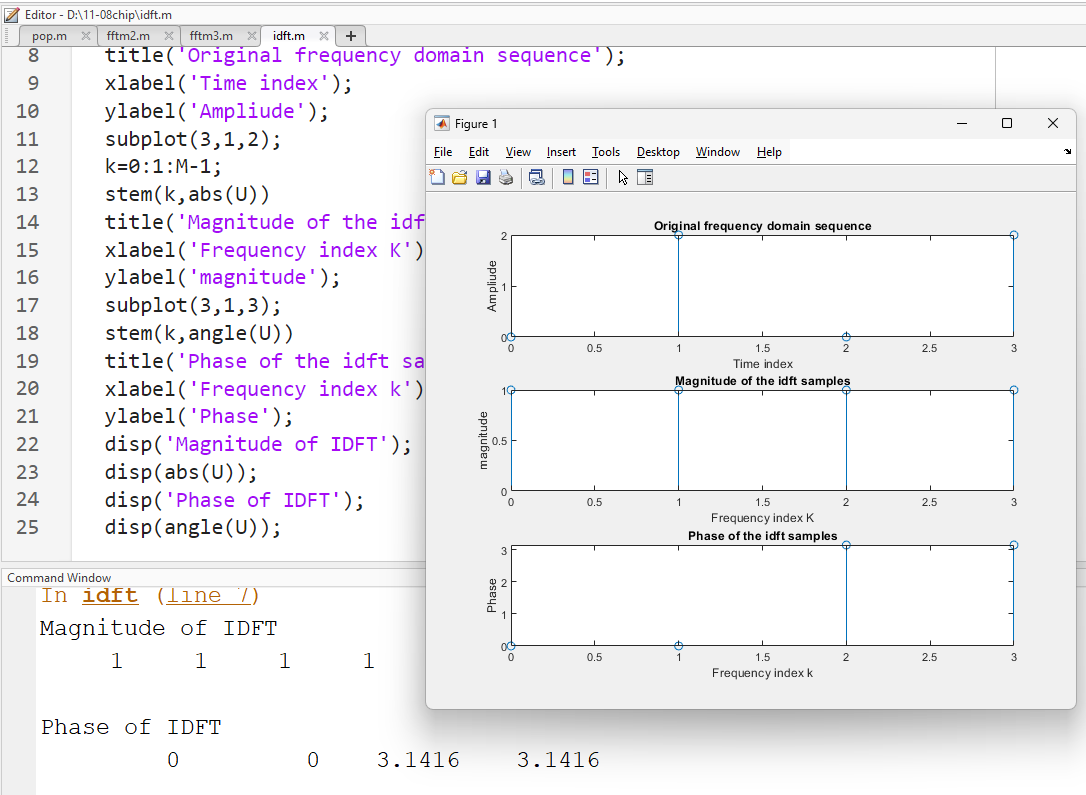 Editor - D:\11-08chip\idft.m
pop.m fftm2.m fftm3.m idft.m
8 title('Original frequency domain sequence');
9 xlabel('Time index');
10 ylabel('Ampliude');
11 subplot(3,1,2);
12 k=0:1:M-1;
13 stem(k,abs(U))
14 title('Magnitude of the idf
15 xlabel('Frequency index K')
16 ylabel('magnitude');
17 subplot(3,1,3);
18 stem(k,angle(U))
19 title('Phase of the idft sa
20 xlabel('Frequency index k')
21 ylabel('Phase');
22 disp('Magnitude of IDFT');
23 disp(abs(U));
24 disp('Phase of IDFT');
25 disp(angle(U));
Command Window
In idft (line 7)
Magnitude of IDFT
1 1 1 1
Phase of IDFT
0 0 3.1416 3.1416
Figure 1
File Edit View Insert Tools Desktop Window Help
Original frequency domain sequence
2
1
0
Ampliude
0 0.5 1 1.5 2 2.5 3
Time index
Magnitude of the idft samples
1
0.5
0
magnitude
0 0.5 1 1.5 2 2.5 3
Frequency index K
Phase of the idft samples
3
2
1
0
Phase
0 0.5 1 1.5 2 2.5 3
Frequency index k